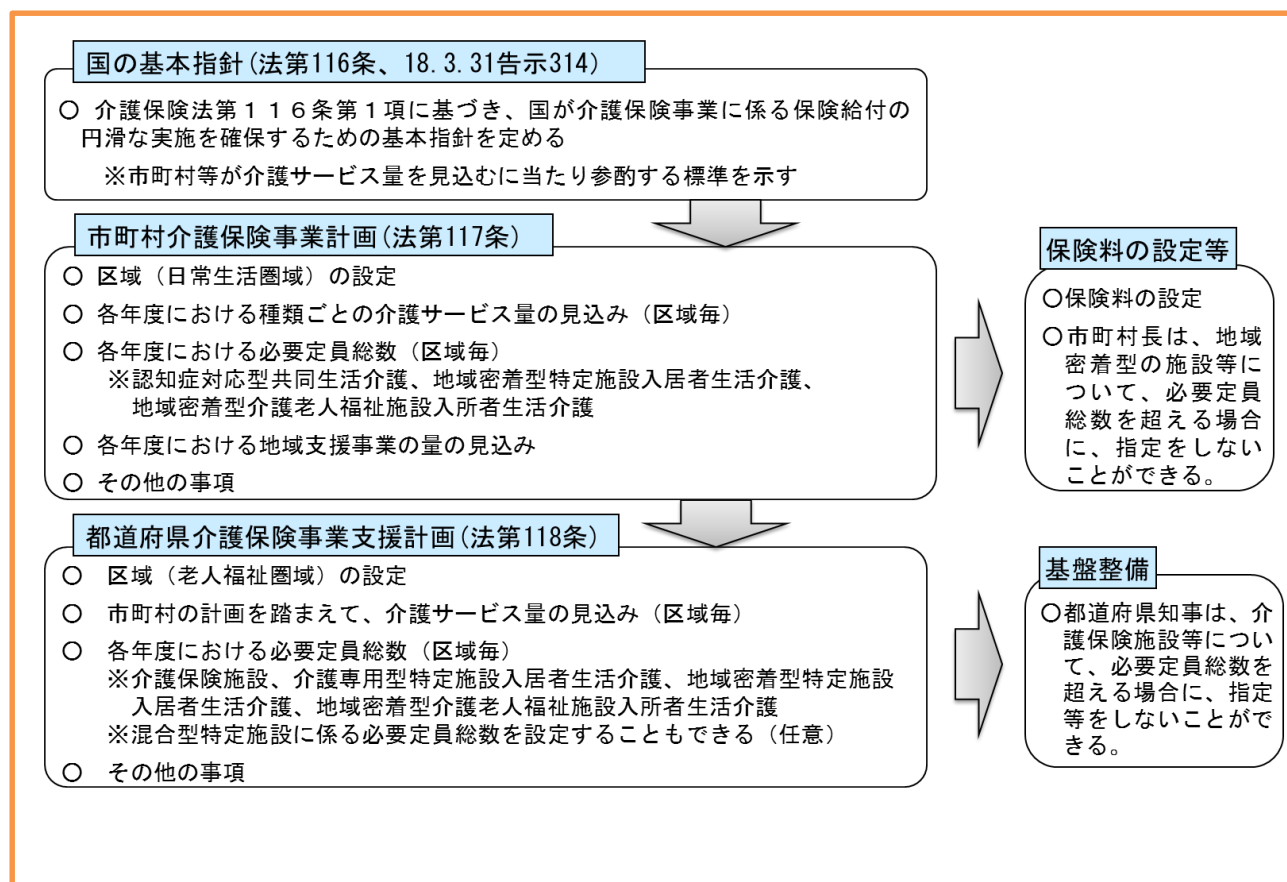 国の基本指針(法第116条、18.3.31告示314)
○ 介護保険法第１１６条第１項に基づき、国が介護保険事業に係る保険給付の
円滑な実施を確保するための基本指針を定める
※市町村等が介護サービス量を見込むに当たり参酌する標準を示す
市町村介護保険事業計画(法第117条)
○ 区域（日常生活圏域）の設定
○ 各年度における種類ごとの介護サービス量の見込み（区域毎）
○ 各年度における必要定員総数（区域毎）
※認知症対応型共同生活介護、地域密着型特定施設入居者生活介護、
地域密着型介護老人福祉施設入所者生活介護
○ 各年度における地域支援事業の量の見込み
○ その他の事項
保険料の設定等
○保険料の設定
○市町村長は、地域
密着型の施設等に
ついて、必要定員
総数を超える場合
に、指定をしない
ことができる。
都道府県介護保険事業支援計画(法第118条)
○ 区域（老人福祉圏域）の設定
○ 市町村の計画を踏まえて、介護サービス量の見込み（区域毎）
○ 各年度における必要定員総数（区域毎）
※介護保険施設、介護専用型特定施設入居者生活介護、地域密着型特定施設
入居者生活介護、地域密着型介護老人福祉施設入所者生活介護
※混合型特定施設に係る必要定員総数を設定することもできる（任意）
○ その他の事項
基盤整備
○都道府県知事は、介
護保険施設等につい
て、必要定員総数を
超える場合に、指定
等をしないことがで
きる。